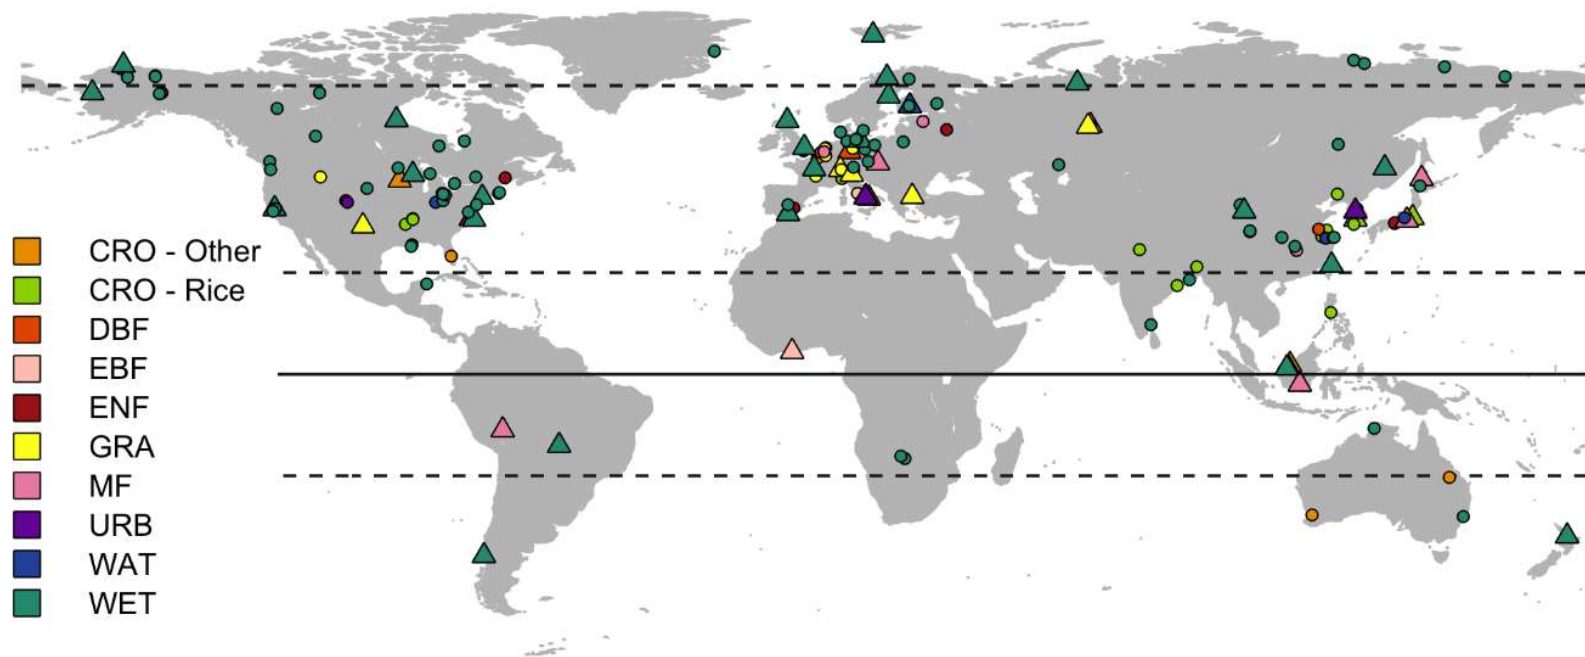 CRO - Other
CRO - Rice
DBF
EBF
ENF
GRA
MF
URB
WAT
WET